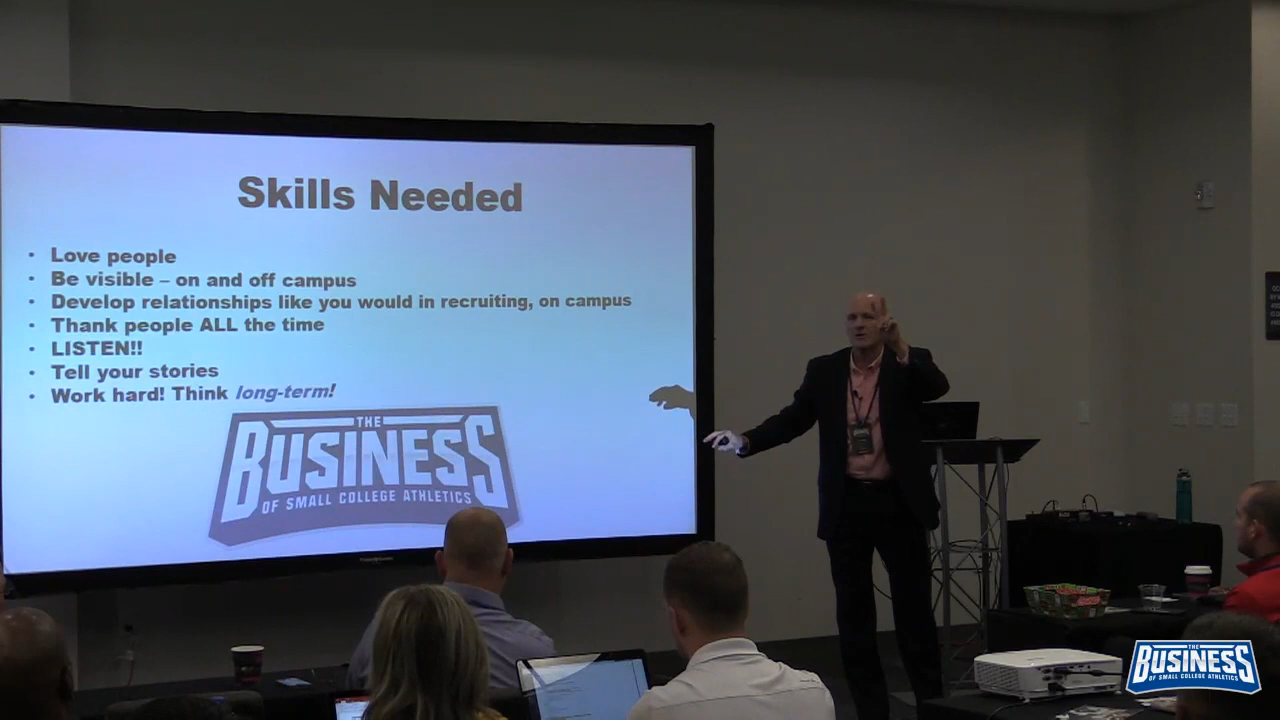 Skills Needed
• Love people
• Be visible – on and off campus
• Develop relationships like you would in recruiting, on campus
• Thank people ALL the time
• LISTEN!!
• Tell your stories
• Work hard! Think long-term!
THE
BUSINESS
OF SMALL COLLEGE ATHLETICS
THE
BUSINESS
OF SMALL COLLEGE ATHLETICS